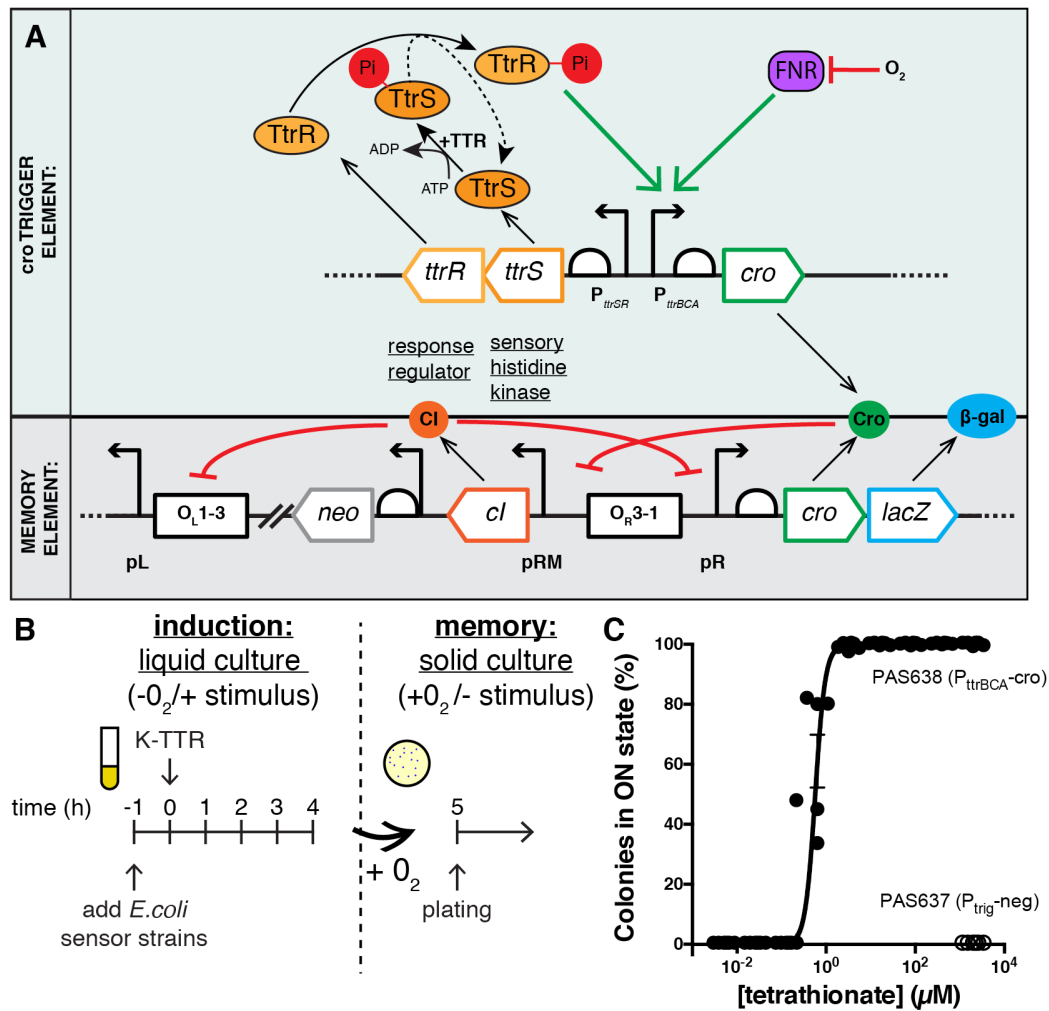 A
cro TRIGGER
ELEMENT:
Pi
TtrR
Pi
FNR
O2
TtrS
TtrR
+TTR
ADP
ATP
TtrS
ttrR
ttrS
cro
PttrSR
PttrBCA
response
regulator
sensory
histidine
kinase
MEMORY
ELEMENT:
CI
Cro
β-gal
OL1-3
neo
cI
OR3-1
cro
lacZ
pL
pRM
pR
B
induction:
liquid culture
(-02/+ stimulus)
memory:
solid culture
(+02/- stimulus)
K-TTR
time (h)
-1
0
1
2
3
4
5
+ 02
add E.coli
sensor strains
plating
C
Colonies in ON state (%)
100
80
60
40
20
0
PAS638 (PttrBCA-cro)
PAS637 (Ptrig-neg)
10-2
100
102
104
[tetrathionate] (µM)